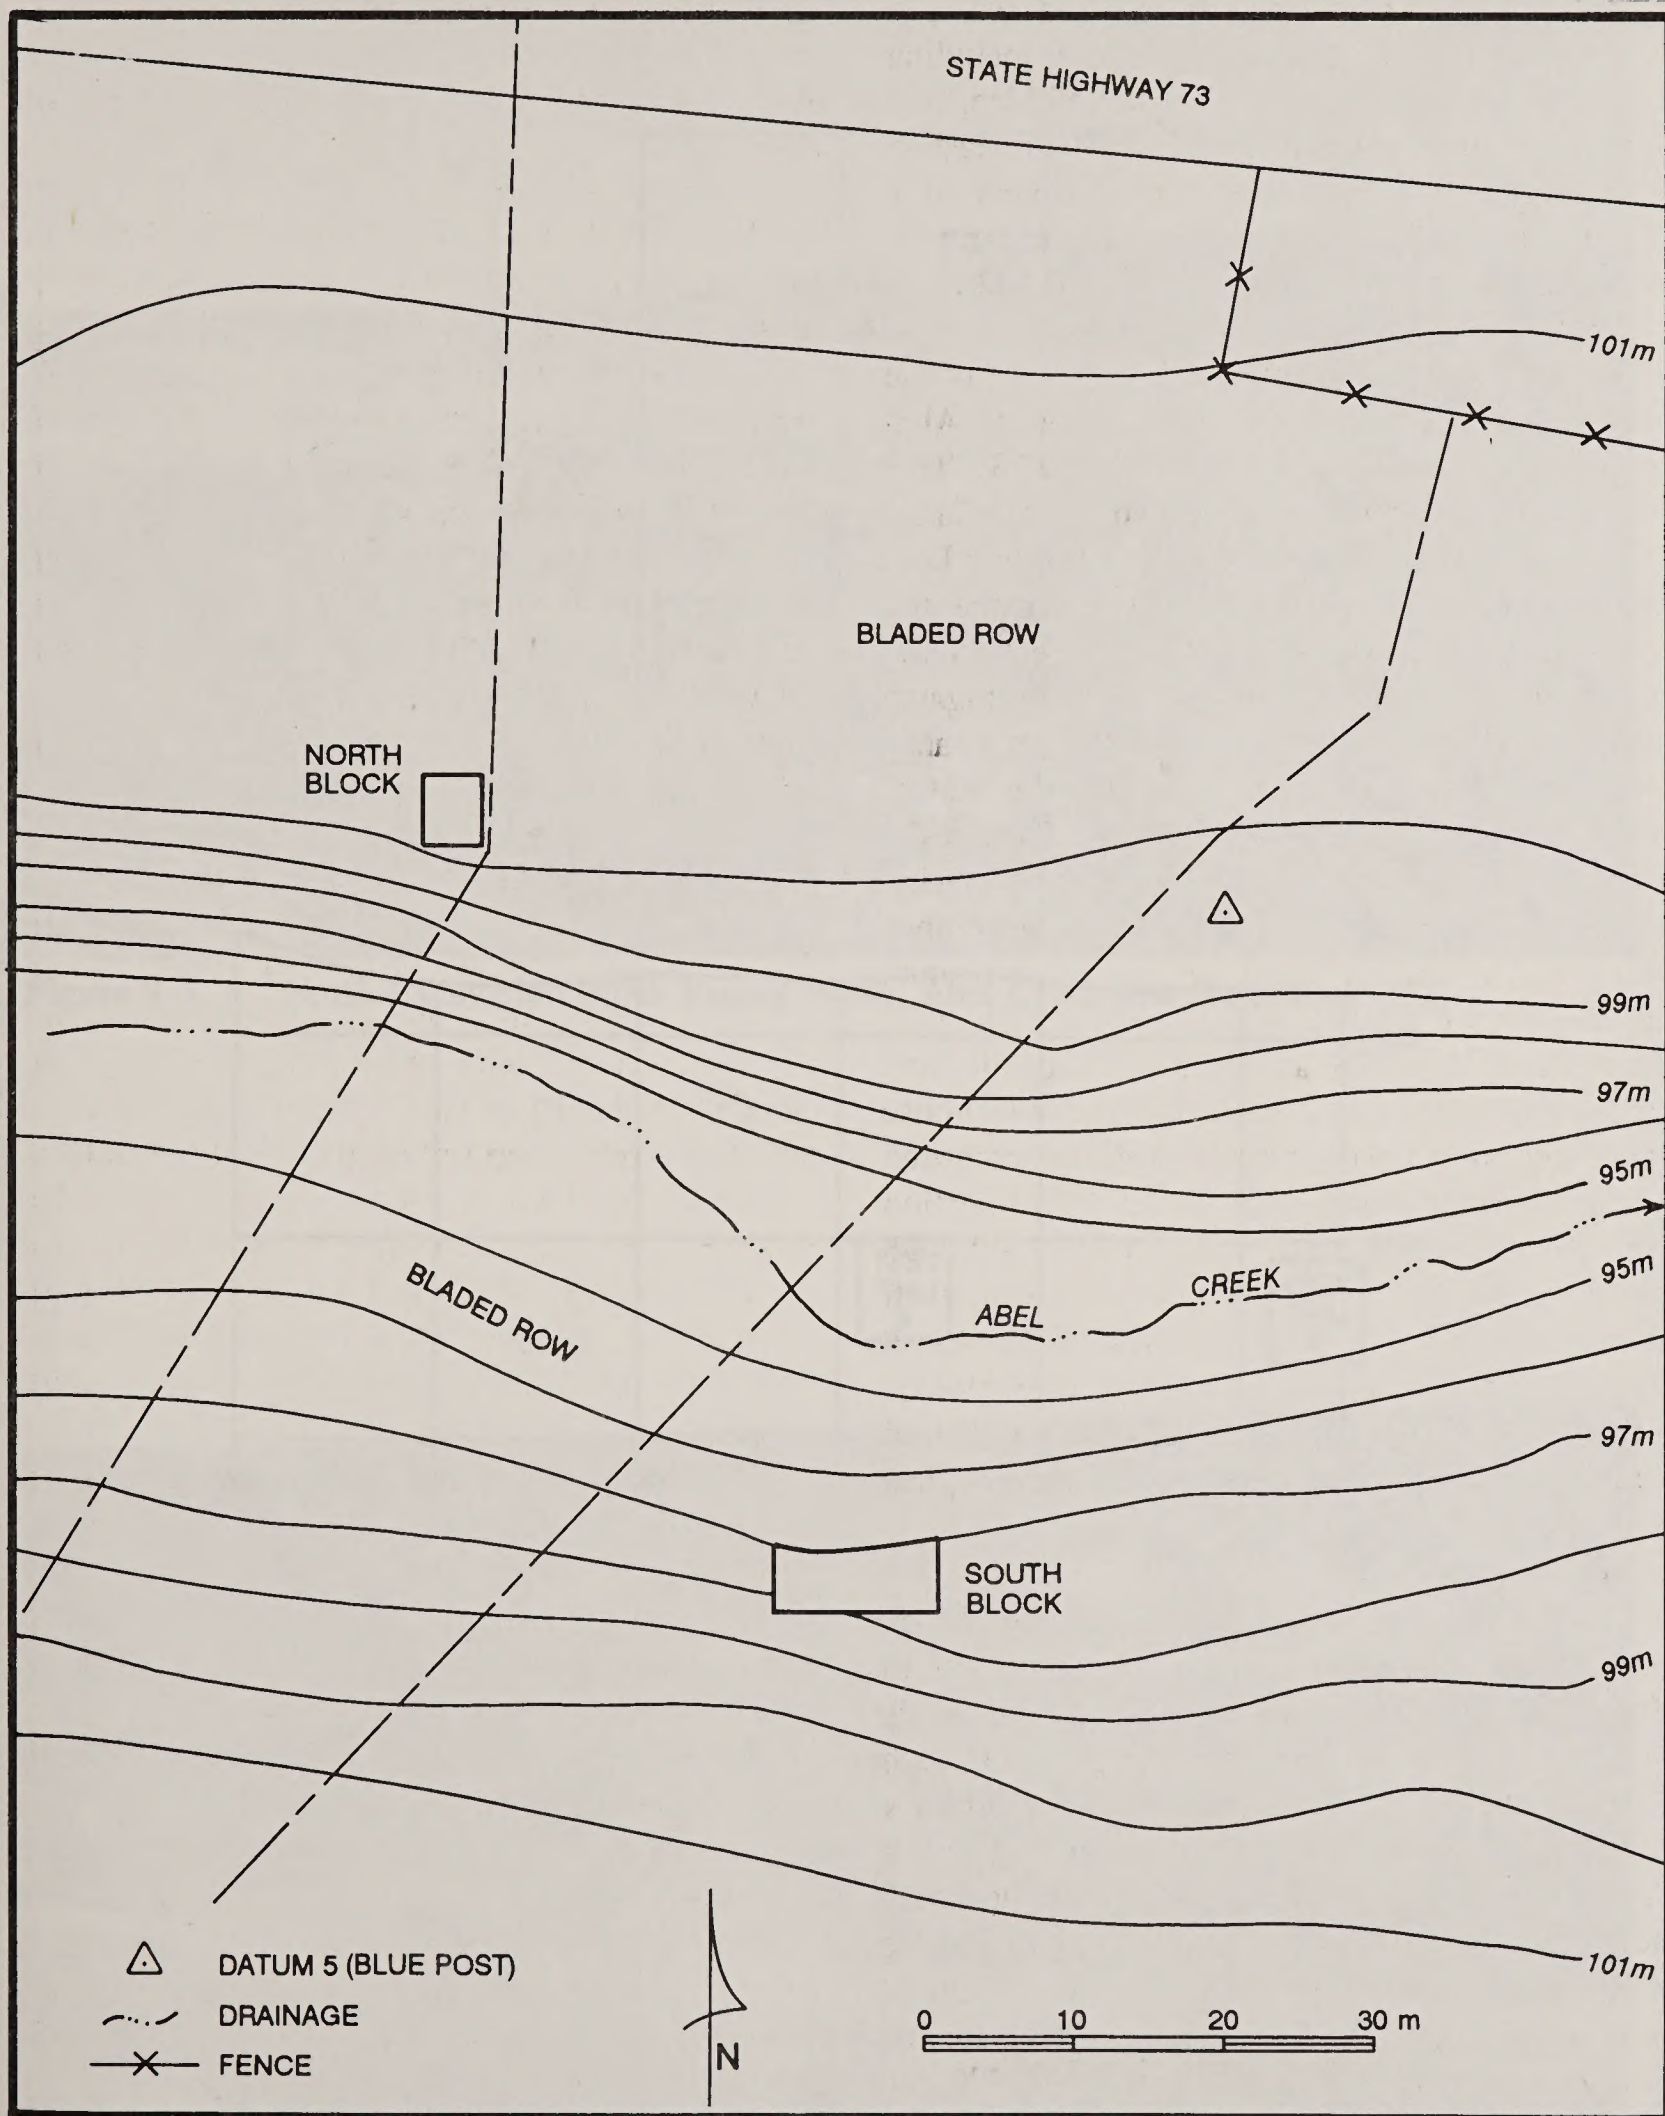 STATE HIGHWAY 73
101m
BLADED ROW
NORTH
BLOCK
99m
97m
95m
95m
CREEK
ABEL
BLADED ROW
97m
SOUTH
BLOCK
99m
101m
DATUM 5 (BLUE POST)
DRAINAGE
FENCE
N
0 10 20 30 m